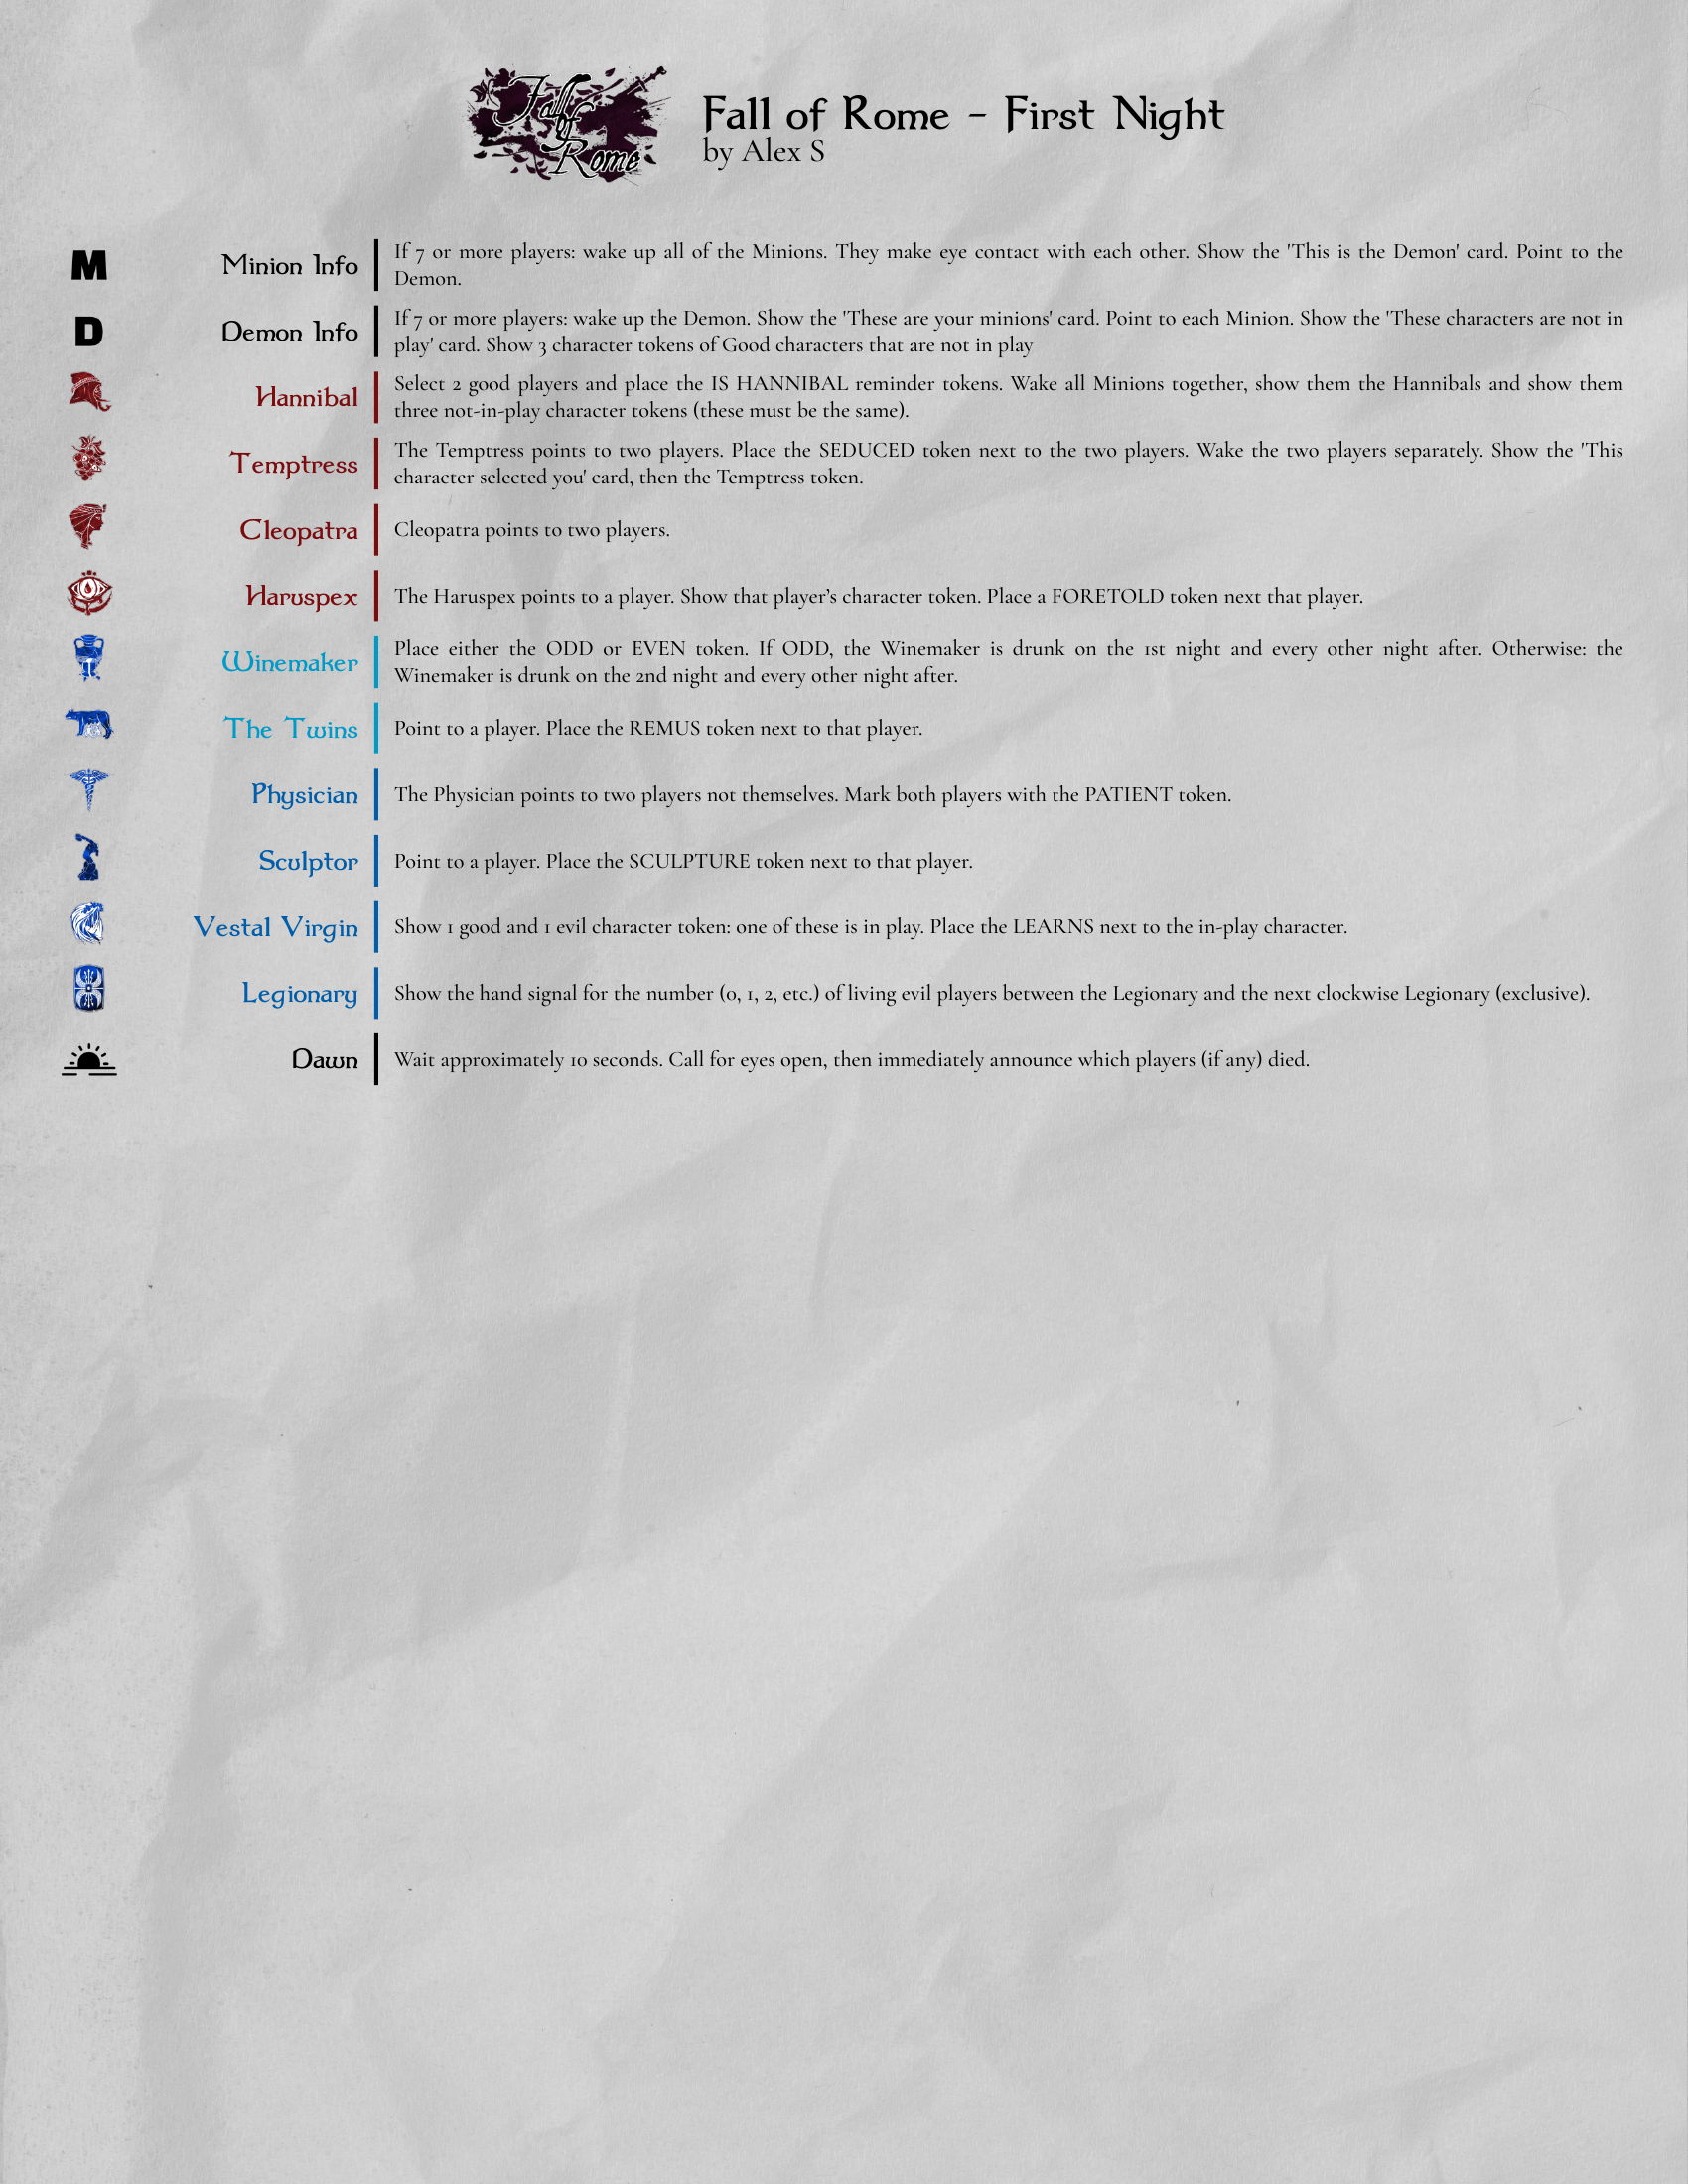 Fall
of
Rome
Fall of Rome - First Night
by Alex S
M
Minion Info
If 7 or more players: wake up all of the Minions. They make eye contact with each other. Show the 'This is the Demon' card. Point to the
Demon.
D
Demon Info
If 7 or more players: wake up the Demon. Show the 'These are your minions' card. Point to each Minion. Show the 'These characters are not in
play' card. Show 3 character tokens of Good characters that are not in play
Hannibal
Select 2 good players and place the IS HANNIBAL reminder tokens. Wake all Minions together, show them the Hannibals and show them
three not-in-play character tokens (these must be the same).
Temptress
The Temptress points to two players. Place the SEDUCED token next to the two players. Wake the two players separately. Show the 'This
character selected you' card, then the Temptress token.
Cleopatra
Cleopatra points to two players.
Haruspex
The Haruspex points to a player. Show that player’s character token. Place a FORETOLD token next that player.
Winemaker
Place either the ODD or EVEN token. If ODD, the Winemaker is drunk on the 1st night and every other night after. Otherwise: the
Winemaker is drunk on the 2nd night and every other night after.
The Twins
Point to a player. Place the REMUS token next to that player.
Physician
The Physician points to two players not themselves. Mark both players with the PATIENT token.
Sculptor
Point to a player. Place the SCULPTURE token next to that player.
Vestal Virgin
Show 1 good and 1 evil character token: one of these is in play. Place the LEARNS next to the in-play character.
Legionary
Show the hand signal for the number (0, 1, 2, etc.) of living evil players between the Legionary and the next clockwise Legionary (exclusive).
Dawn
Wait approximately 10 seconds. Call for eyes open, then immediately announce which players (if any) died.